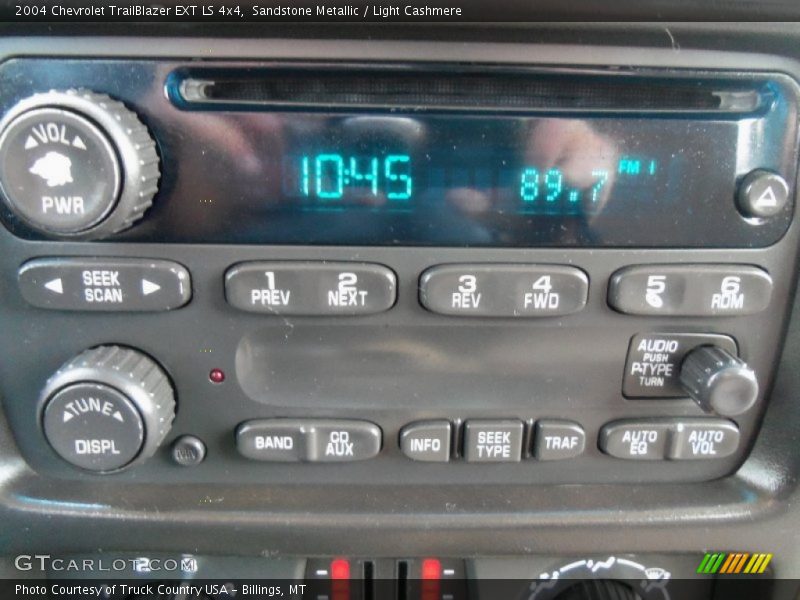 2004 Chevrolet TrailBlazer EXT LS 4x4, Sandstone Metallic / Light Cashmere
VOL
PWR
10:45
89.7
FM 1
SEEK
SCAN
1
PREV
2
NEXT
3
REV
4
FWD
5
6
RDM
AUDIO
PUSH
P-TYPE
TURN
TUNE
DISPL
BAND
CD
AUX
INFO
SEEK
TYPE
TRAF
AUTO
EQ
AUTO
VOL
GTCARLOT.COM
Photo Courtesy of Truck Country USA – Billings, MT